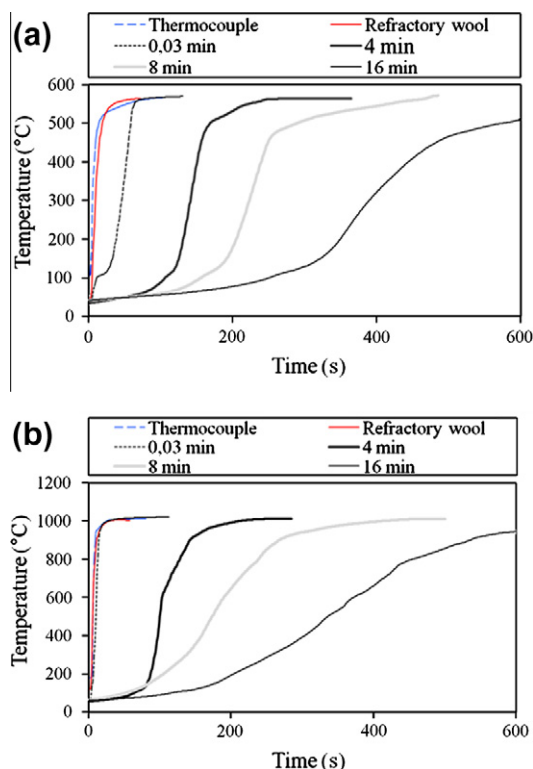 (a)
Thermocouple
Refractory wool
0,03 min
4 min
8 min
16 min
600
500
400
300
200
100
0
Temperature (°C)
0
200
400
600
Time (s)
(b)
Thermocouple
Refractory wool
0,03 min
4 min
8 min
16 min
1200
1000
800
600
400
200
0
Temperature (°C)
0
200
400
600
Time (s)